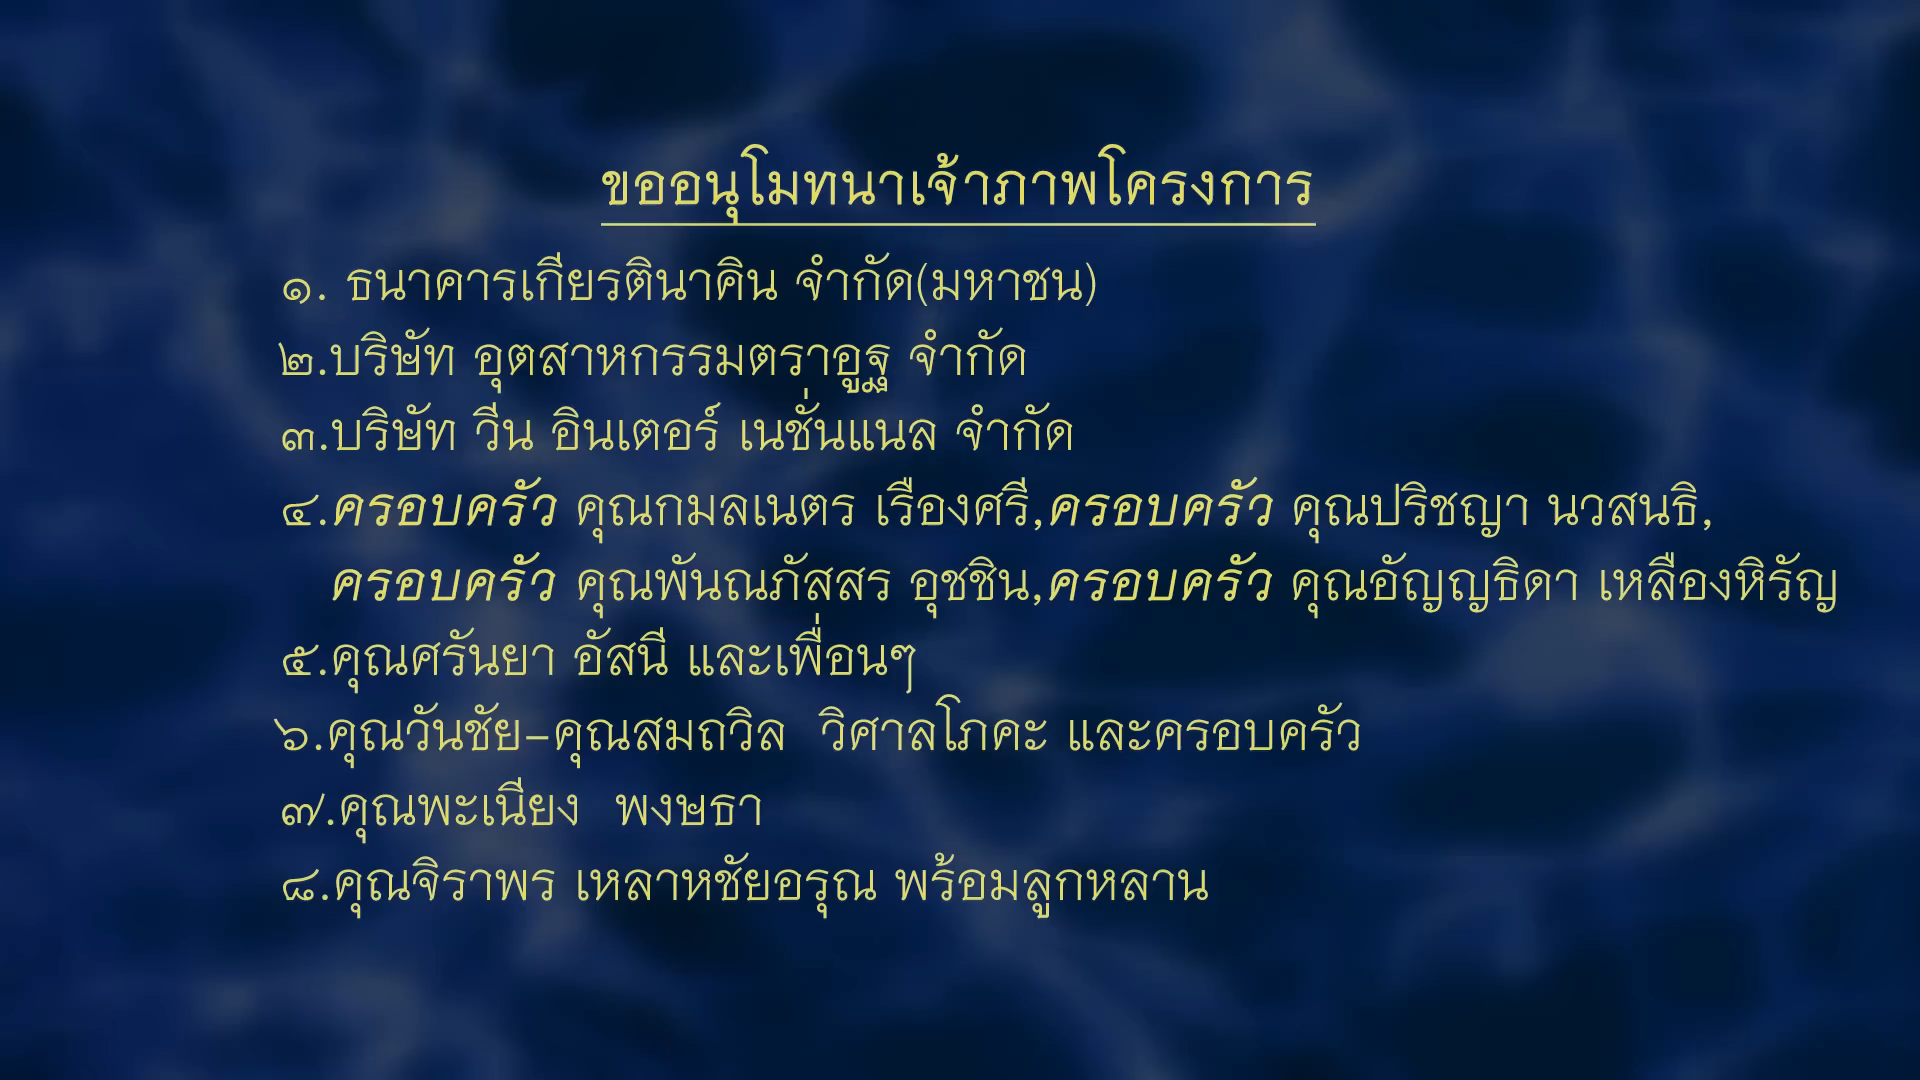 ขออนุโมทนาเจ้าภาพโครงการ
๑. ธนาคารเกียรตินาคิน จำกัด(มหาชน)
๒.บริษัท อุตสาหกรรมตราอูฐ จำกัด
๓.บริษัท วีน อินเตอร์ เนชั่นแนล จำกัด
๔.ครอบครัว คุณกมลเนตร เรืองศรี,ครอบครัว คุณปริชญา นวสนธิ,
ครอบครัว คุณพันณภัสสร อุชชิน,ครอบครัว คุณอัญญธิดา เหลืองหิรัญ
๕.คุณศรันยา อัสนี และเพื่อนๆ
๖.คุณวันชัย-คุณสมถวิล  วิศาลโภคะ และครอบครัว
๗.คุณพะเนียง  พงษธา
๘.คุณจิราพร เหลาหชัยอรุณ พร้อมลูกหลาน